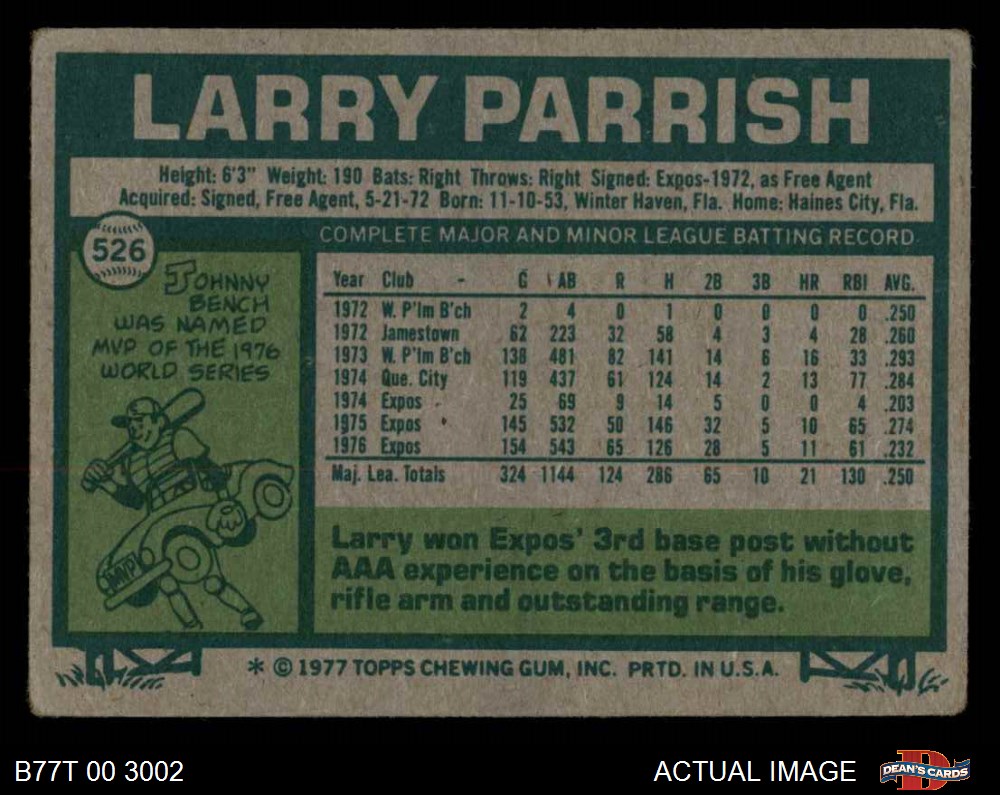 LARRY PARRISH
Height: 6'3" Weight: 190 Bats: Right Throws: Right Signed: Expos-1972, as Free Agent
Acquired: Signed, Free Agent, 5-21-72 Born: 11-10-53, Winter Haven, Fla. Home: Haines City, Fla.
526
JOHNNY
BENCH
WAS NAMED
MVP OF THE 1976
WORLD SERIES
MVP
COMPLETE MAJOR AND MINOR LEAGUE BATTING RECORD
Year Club G AB R H 2B 3B HR RBI AVG.
1972 W. P'lm B'ch 2 4 0 1 0 0 0 0 .250
1972 Jamestown 62 223 32 58 4 3 4 28 .260
1973 W. P'lm B'ch 138 481 82 141 14 6 16 33 .293
1974 Que. City 119 437 61 124 14 2 13 77 .284
1974 Expos 25 69 9 14 5 0 0 4 .203
1975 Expos 145 532 50 146 32 5 10 65 .274
1976 Expos 154 543 65 126 28 5 11 61 .232
Maj. Lea. Totals 324 1144 124 286 65 10 21 130 .250
Larry won Expos' 3rd base post without
AAA experience on the basis of his glove,
rifle arm and outstanding range.
* © 1977 TOPPS CHEWING GUM, INC. PRTD. IN U.S.A.
B77T 00 3002
ACTUAL IMAGE
D
DEAN'S CARDS